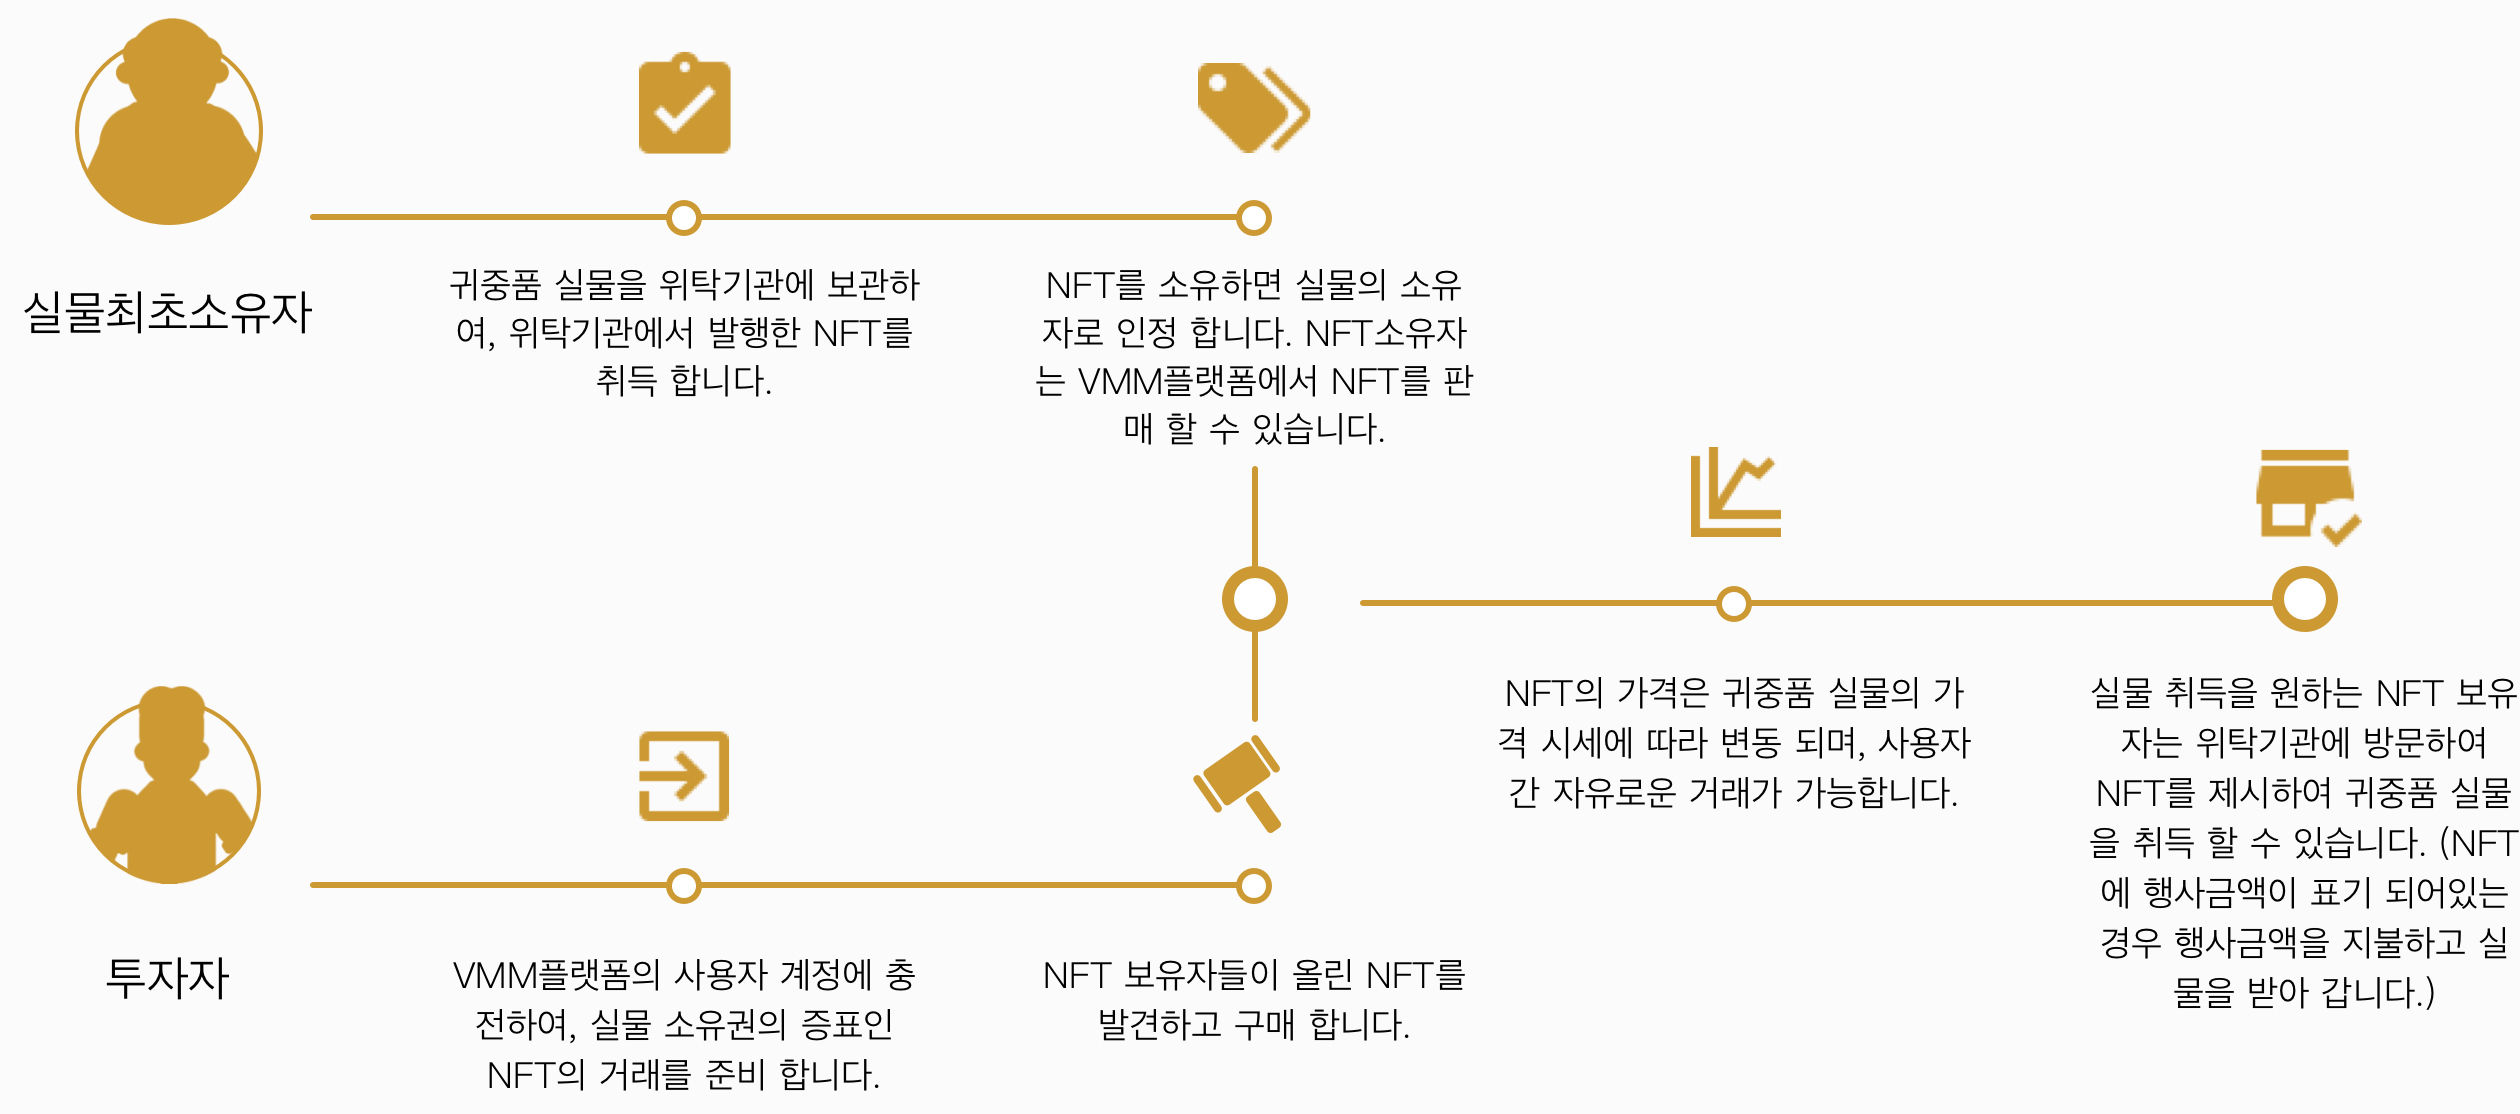 실물최초소유자
귀중품 실물을 위탁기관에 보관하
여, 위탁기관에서 발행한 NFT를
취득 합니다.
NFT를 소유하면 실물의 소유
자로 인정 합니다. NFT소유자
는 VMM플랫폼에서 NFT를 판
매 할 수 있습니다.
투자자
VMM플랫폼의 사용자 계정에 충
전하여, 실물 소유권의 증표인
NFT의 거래를 준비 합니다.
NFT 보유자들이 올린 NFT를
발견하고 구매 합니다.
NFT의 가격은 귀중품 실물의 가
격 시세에 따라 변동 되며, 사용자
간 자유로운 거래가 가능합니다.
실물 취득을 원하는 NFT 보유
자는 위탁기관에 방문하여
NFT를 제시하여 귀중품 실물
을 취득 할 수 있습니다. (NFT
에 행사금액이 표기 되어있는
경우 행사금액을 지불하고 실
물을 받아 갑니다.)